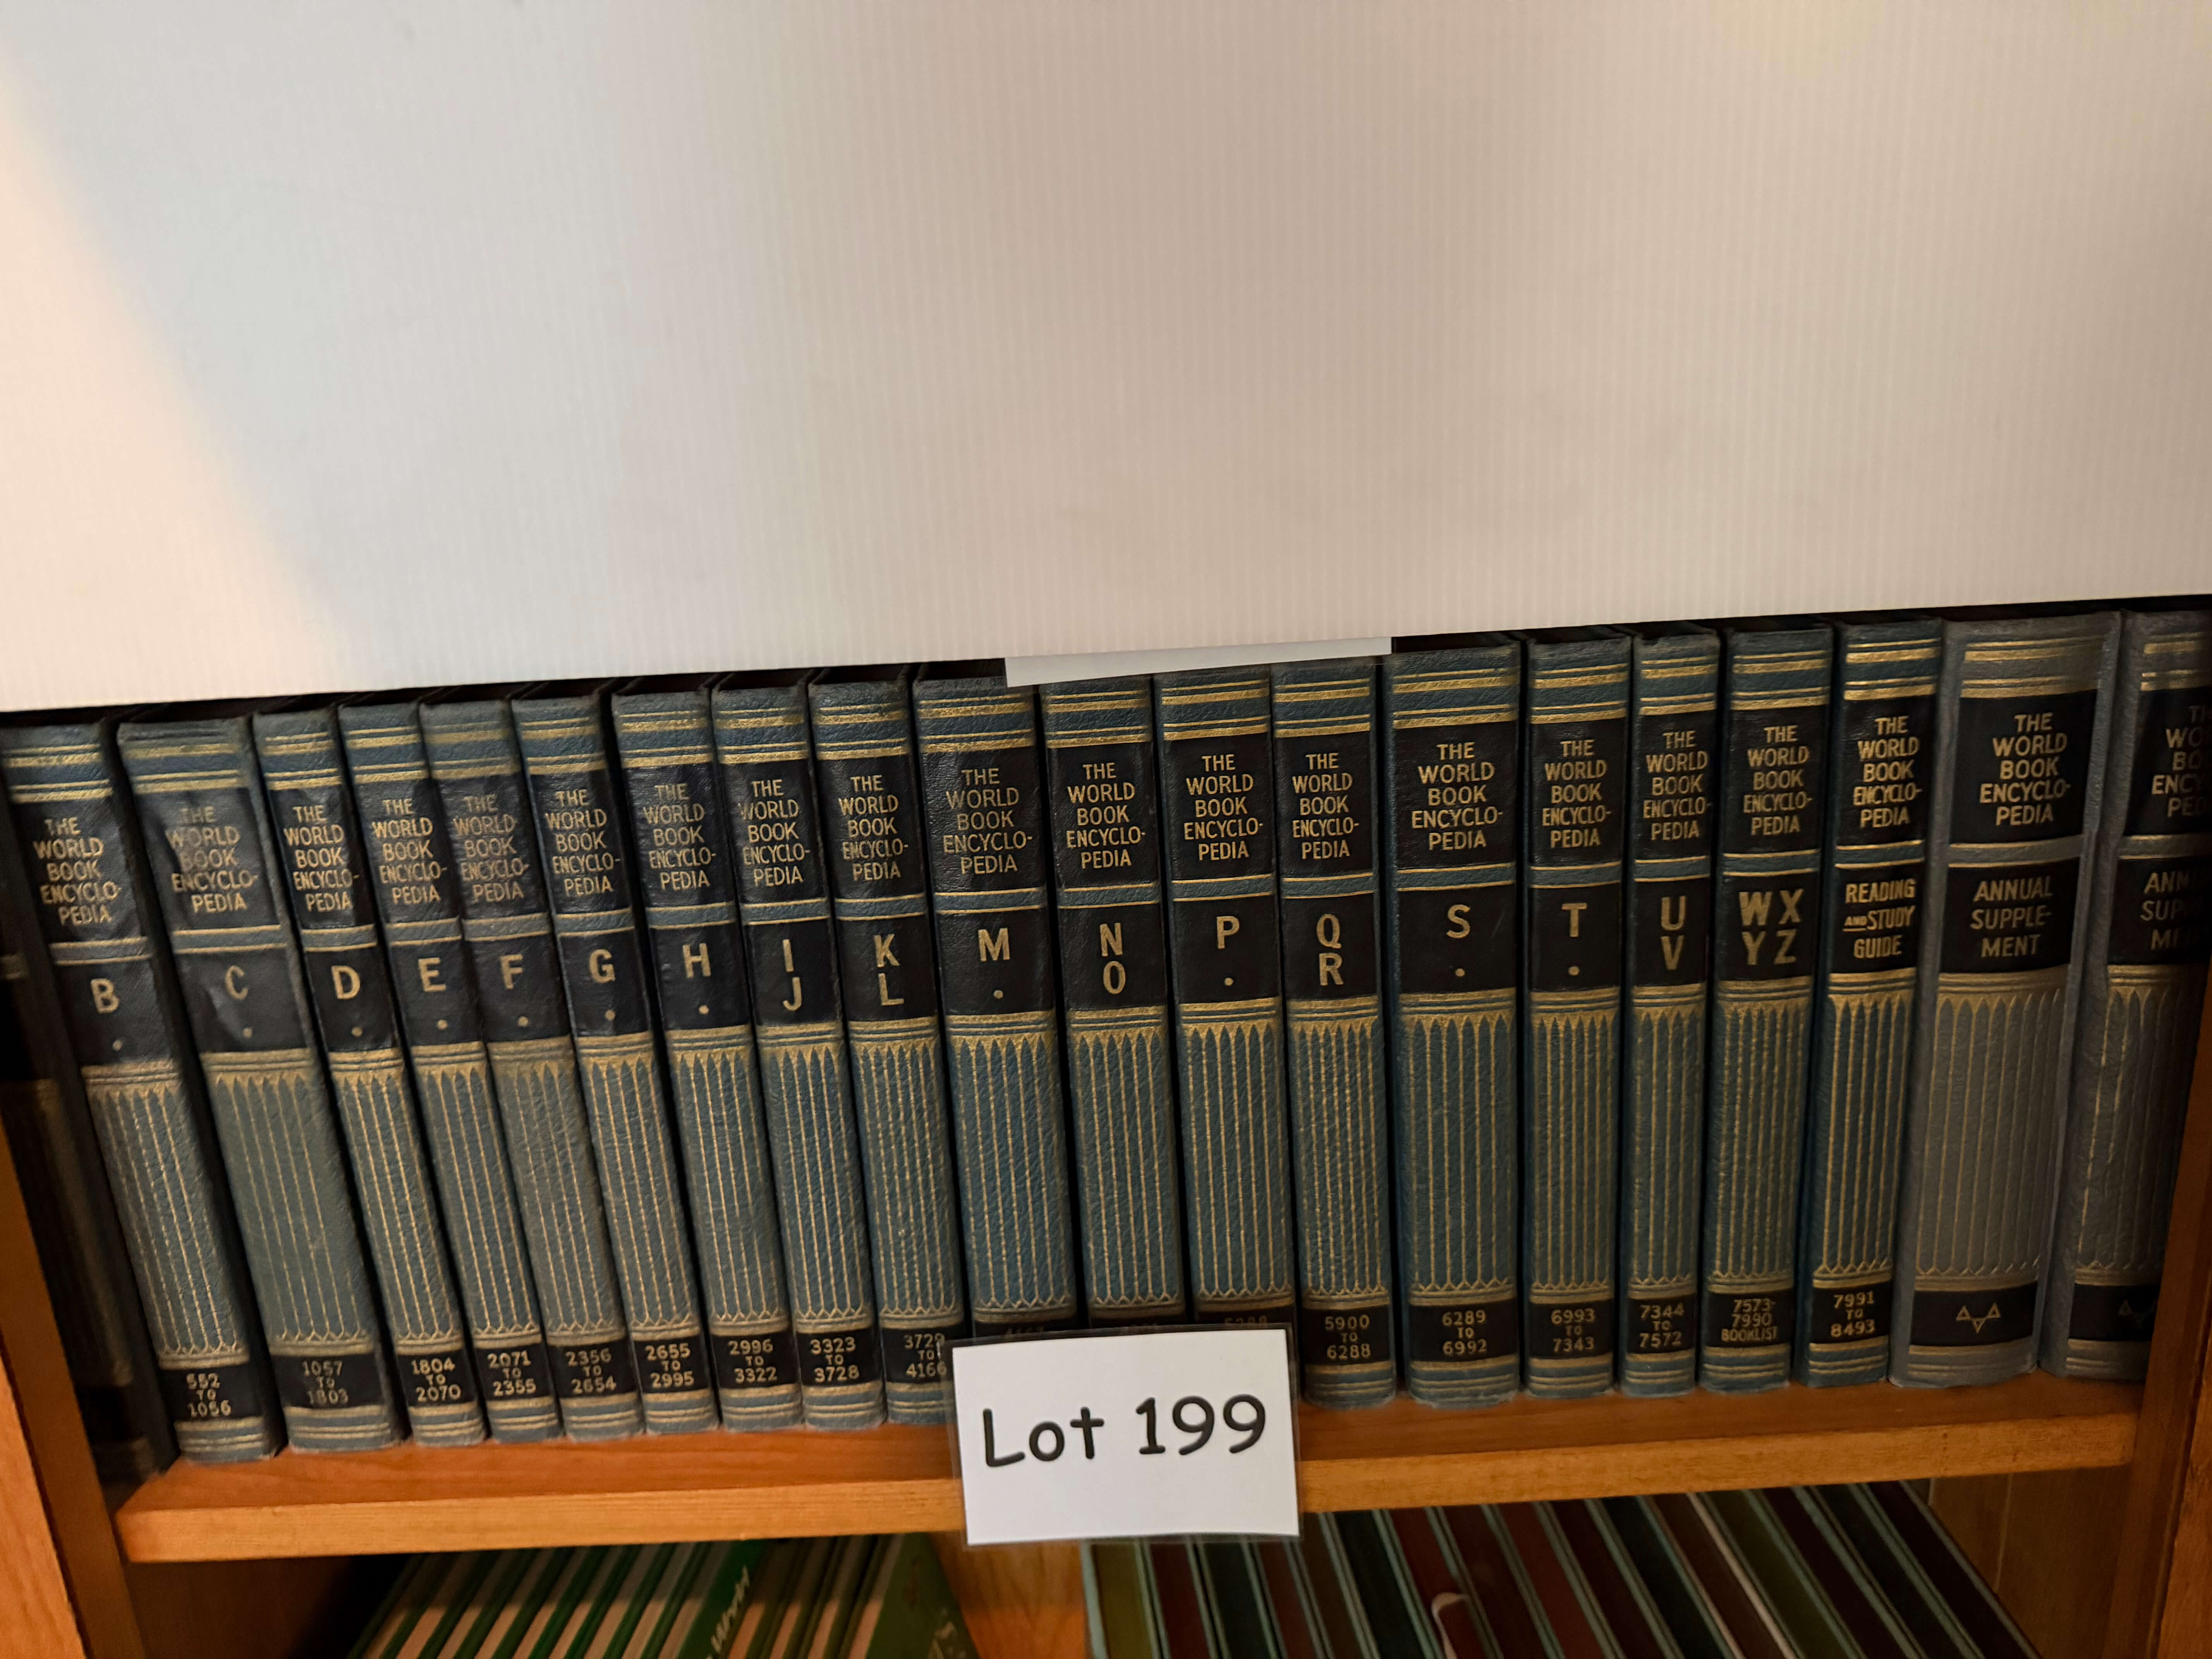 THE
WORLD
BOOK
ENCYCLO-
PEDIA
B
552
TO
1056
THE
WORLD
BOOK
ENCYCLO-
PEDIA
C
1057
TO
1803
THE
WORLD
BOOK
ENCYCLO-
PEDIA
D
1804
TO
2070
THE
WORLD
BOOK
ENCYCLO-
PEDIA
E
2071
TO
2355
THE
WORLD
BOOK
ENCYCLO-
PEDIA
F
2356
TO
2654
THE
WORLD
BOOK
ENCYCLO-
PEDIA
G
2655
TO
2995
THE
WORLD
BOOK
ENCYCLO-
PEDIA
H
2996
TO
3322
THE
WORLD
BOOK
ENCYCLO-
PEDIA
I
J
3323
TO
3728
THE
WORLD
BOOK
ENCYCLO-
PEDIA
K
L
3729
TO
4166
THE
WORLD
BOOK
ENCYCLO-
PEDIA
M
THE
WORLD
BOOK
ENCYCLO-
PEDIA
N
O
THE
WORLD
BOOK
ENCYCLO-
PEDIA
P
THE
WORLD
BOOK
ENCYCLO-
PEDIA
Q
R
5900
TO
6288
THE
WORLD
BOOK
ENCYCLO-
PEDIA
S
6289
TO
6992
THE
WORLD
BOOK
ENCYCLO-
PEDIA
T
6993
TO
7343
THE
WORLD
BOOK
ENCYCLO-
PEDIA
U
V
7344
TO
7572
THE
WORLD
BOOK
ENCYCLO-
PEDIA
WX
YZ
7573-
7990
BOOKLIST
THE
WORLD
BOOK
ENCYCLO-
PEDIA
READING
AND STUDY
GUIDE
7991
TO
8493
THE
WORLD
BOOK
ENCYCLO-
PEDIA
ANNUAL
SUPPLE-
MENT
Lot 199